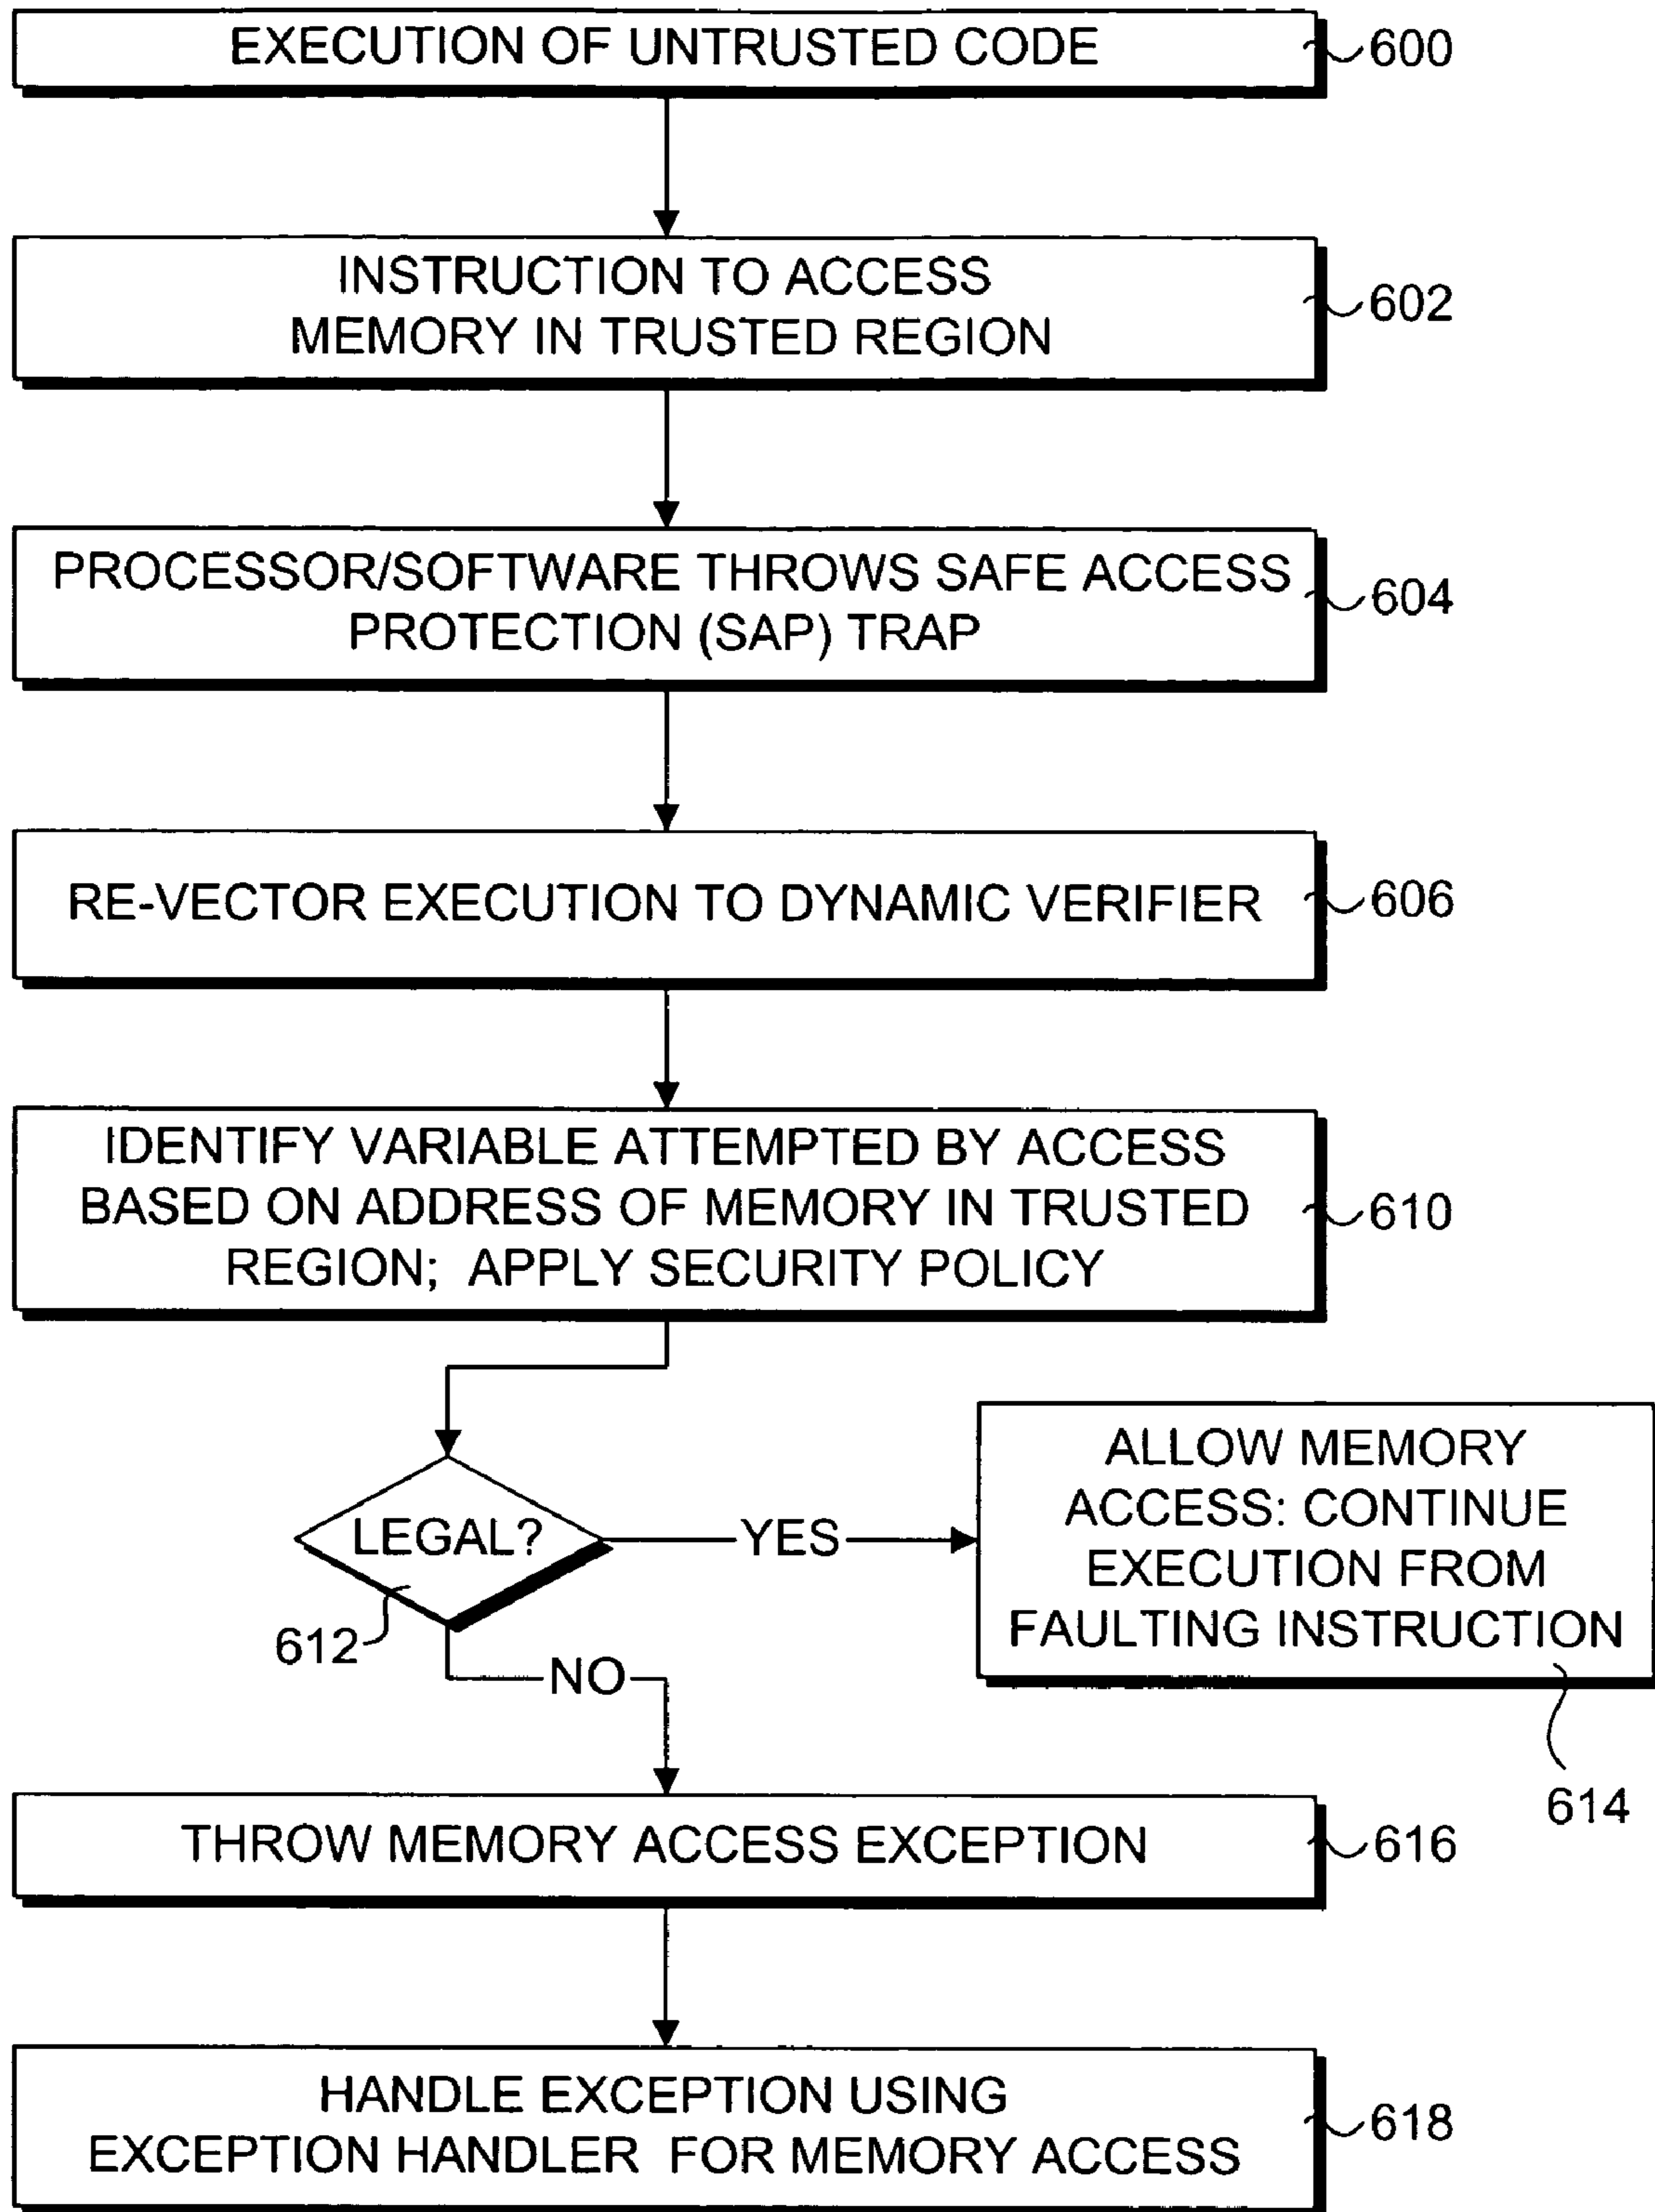 EXECUTION OF UNTRUSTED CODE
600
INSTRUCTION TO ACCESS
MEMORY IN TRUSTED REGION
602
PROCESSOR/SOFTWARE THROWS SAFE ACCESS
PROTECTION (SAP) TRAP
604
RE-VECTOR EXECUTION TO DYNAMIC VERIFIER
606
IDENTIFY VARIABLE ATTEMPTED BY ACCESS
BASED ON ADDRESS OF MEMORY IN TRUSTED
REGION; APPLY SECURITY POLICY
610
LEGAL?
612
YES
ALLOW MEMORY
ACCESS: CONTINUE
EXECUTION FROM
FAULTING INSTRUCTION
614
NO
THROW MEMORY ACCESS EXCEPTION
616
HANDLE EXCEPTION USING
EXCEPTION HANDLER FOR MEMORY ACCESS
618